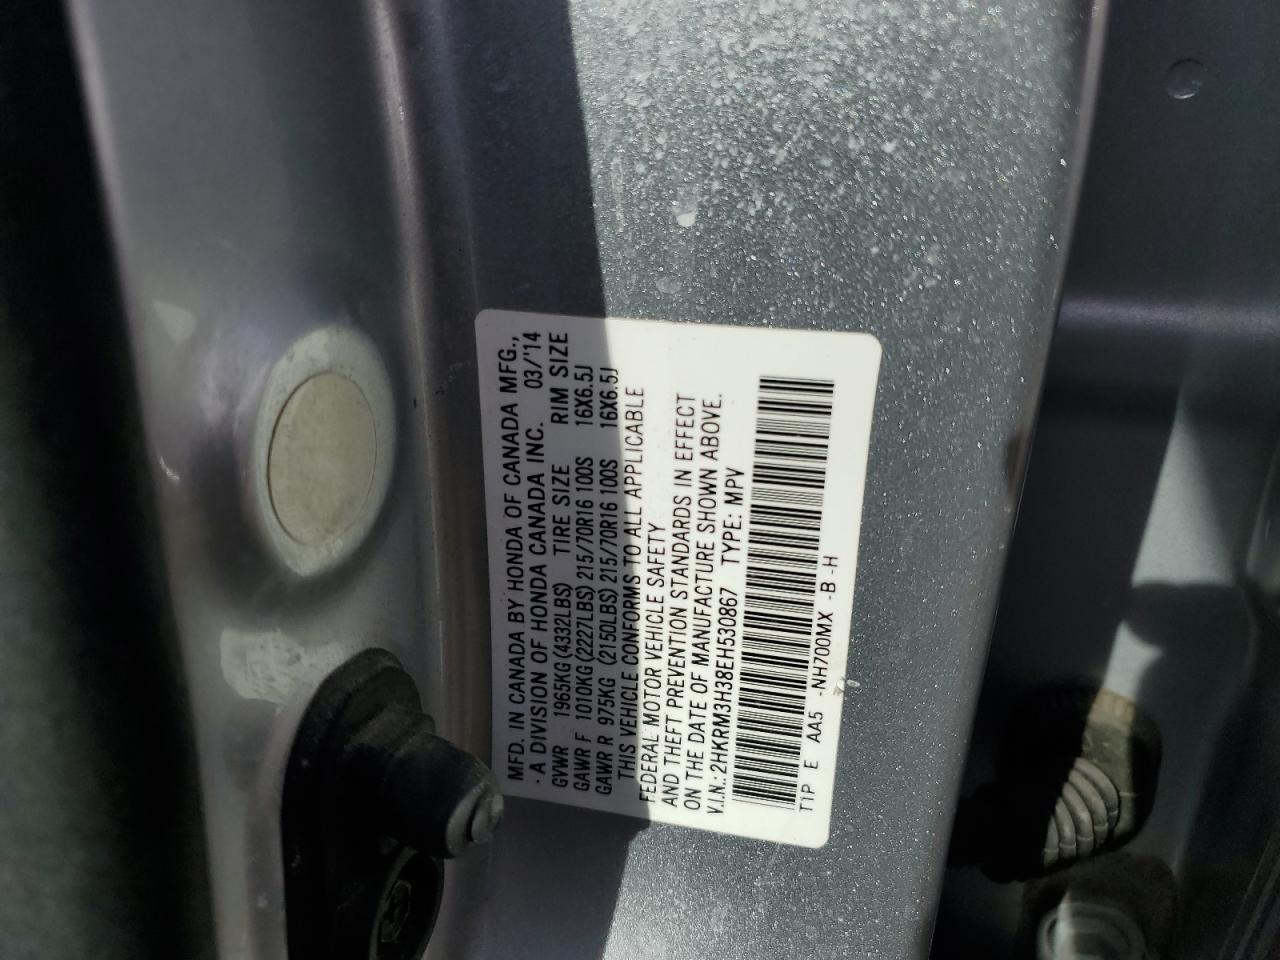 MFD. IN CANADA BY HONDA OF CANADA MFG.,
· A DIVISION OF HONDA CANADA INC. 03/'14
GVWR 1965KG (4332LBS) TIRE SIZE RIM SIZE
GAWR F 1010KG (2227LBS) 215/70R16 100S 16X6.5J
GAWR R 975KG (2150LBS) 215/70R16 100S 16X6.5J
THIS VEHICLE CONFORMS TO ALL APPLICABLE
FEDERAL MOTOR VEHICLE SAFETY
AND THEFT PREVENTION STANDARDS IN EFFECT
ON THE DATE OF MANUFACTURE SHOWN ABOVE.
V.I.N.:2HKRM3H38EH530867 TYPE: MPV
T1P E AA5 -NH700MX -B -H